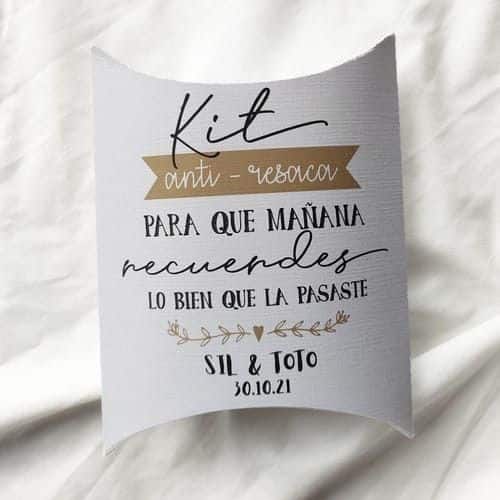 Kit
anti - resaca
PARA QUE MAÑANA
recuerdes
LO BIEN QUE LA PASASTE
SIL & TOTO
30.10.21